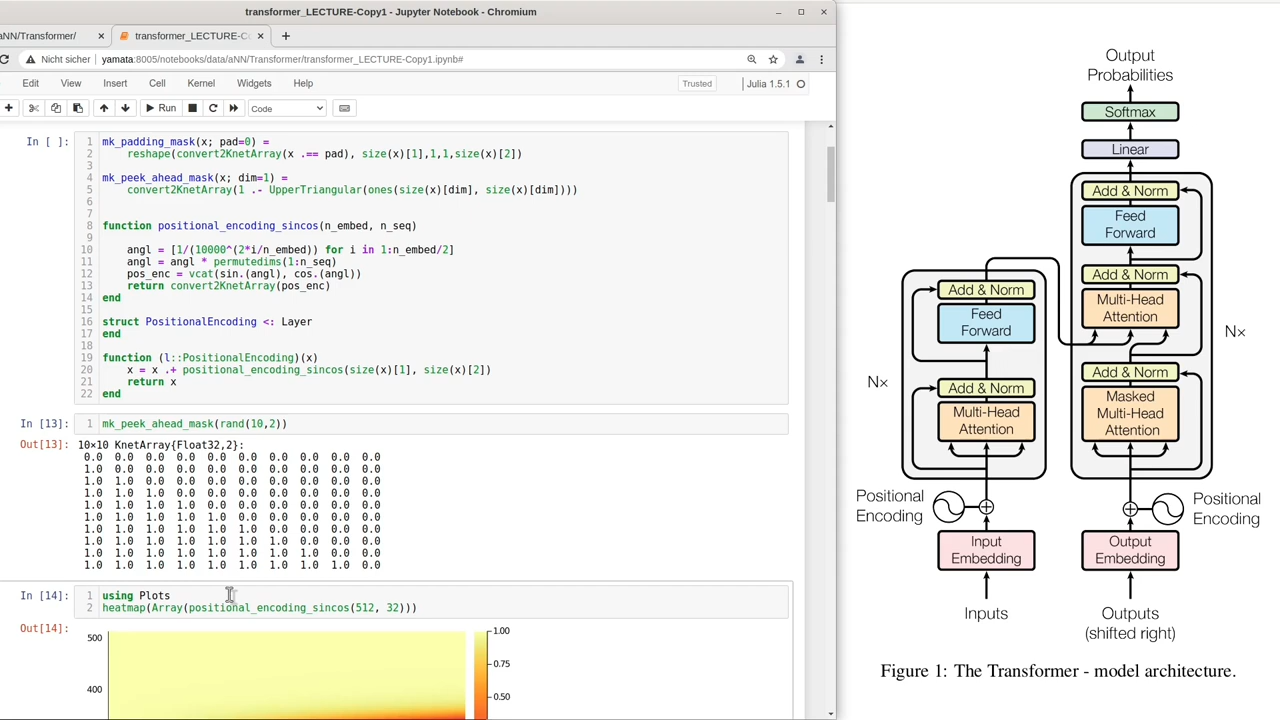 transformer_LECTURE-Copy1 - Jupyter Notebook - Chromium
aNN/Transformer/
transformer_LECTURE-C
Nicht sicher
yamata:8005/notebooks/data/aNN/Transformer/transformer_LECTURE-Copy1.ipynb#
Edit View Insert Cell Kernel Widgets Help
Trusted
Julia 1.5.1
Run
Code
In [ ]:
1 mk_padding_mask(x; pad=0) =
2 reshape(convert2KnetArray(x .== pad), size(x)[1],1,1,size(x)[2])
3
4 mk_peek_ahead_mask(x; dim=1) =
5 convert2KnetArray(1 .- UpperTriangular(ones(size(x)[dim], size(x)[dim])))
6
7
8 function positional_encoding_sincos(n_embed, n_seq)
9
10 angl = [1/(10000^(2*i/n_embed)) for i in 1:n_embed/2]
11 angl = angl * permutedims(1:n_seq)
12 pos_enc = vcat(sin.(angl), cos.(angl))
13 return convert2KnetArray(pos_enc)
14 end
15
16 struct PositionalEncoding <: Layer
17 end
18
19 function (l::PositionalEncoding)(x)
20 x = x .+ positional_encoding_sincos(size(x)[1], size(x)[2])
21 return x
22 end
In [13]:
1 mk_peek_ahead_mask(rand(10,2))
Out[13]:
10×10 KnetArray{Float32,2}:
0.0 0.0 0.0 0.0 0.0 0.0 0.0 0.0 0.0 0.0
1.0 0.0 0.0 0.0 0.0 0.0 0.0 0.0 0.0 0.0
1.0 1.0 0.0 0.0 0.0 0.0 0.0 0.0 0.0 0.0
1.0 1.0 1.0 0.0 0.0 0.0 0.0 0.0 0.0 0.0
1.0 1.0 1.0 1.0 0.0 0.0 0.0 0.0 0.0 0.0
1.0 1.0 1.0 1.0 1.0 0.0 0.0 0.0 0.0 0.0
1.0 1.0 1.0 1.0 1.0 1.0 0.0 0.0 0.0 0.0
1.0 1.0 1.0 1.0 1.0 1.0 1.0 0.0 0.0 0.0
1.0 1.0 1.0 1.0 1.0 1.0 1.0 1.0 0.0 0.0
1.0 1.0 1.0 1.0 1.0 1.0 1.0 1.0 1.0 0.0
In [14]:
1 using Plots
2 heatmap(Array(positional_encoding_sincos(512, 32)))
Out[14]:
500
400
1.00
0.75
0.50
Output
Probabilities
Softmax
Linear
Add & Norm
Feed
Forward
Add & Norm
Multi-Head
Attention
Add & Norm
Masked
Multi-Head
Attention
N×
Add & Norm
Feed
Forward
Add & Norm
Multi-Head
Attention
N×
Positional
Encoding
Positional
Encoding
Input
Embedding
Output
Embedding
Inputs
Outputs
(shifted right)
Figure 1: The Transformer - model architecture.